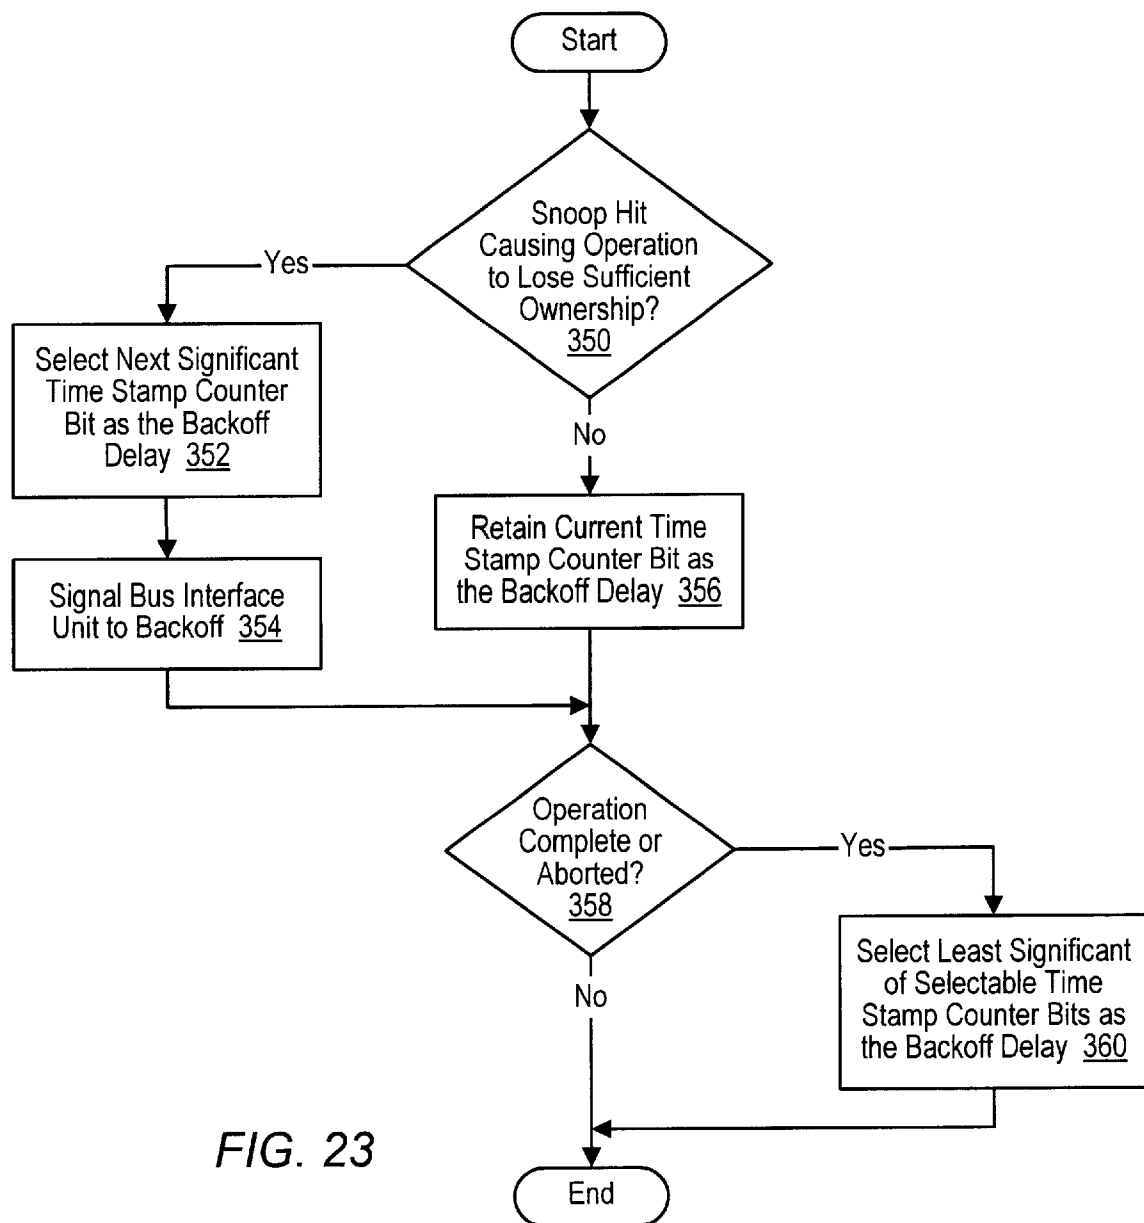 Start
Snoop Hit
Causing Operation
to Lose Sufficient
Ownership?
350
Yes
Select Next Significant
Time Stamp Counter
Bit as the Backoff
Delay 352
No
Signal Bus Interface
Unit to Backoff 354
Retain Current Time
Stamp Counter Bit as
the Backoff Delay 356
Operation
Complete or
Aborted?
358
Yes
Select Least Significant
of Selectable Time
Stamp Counter Bits as
the Backoff Delay 360
No
FIG. 23
End